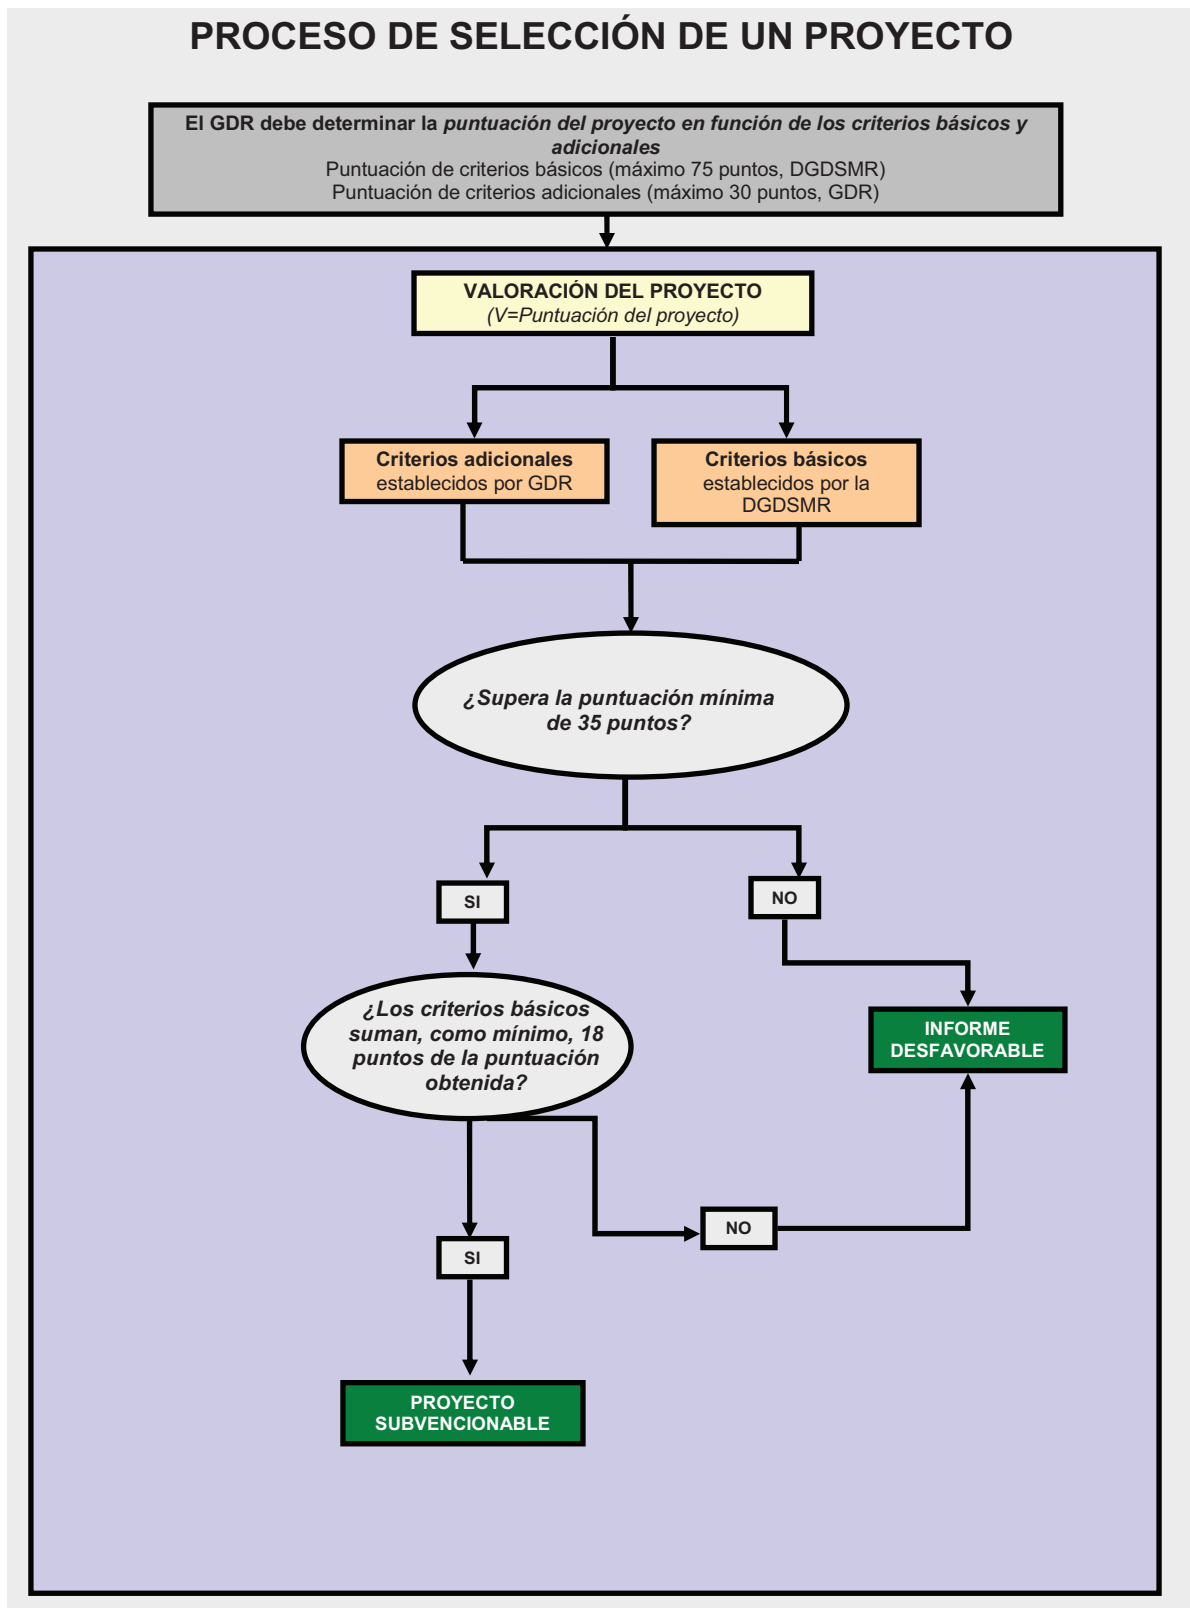 PROCESO DE SELECCIÓN DE UN PROYECTO
El GDR debe determinar la puntuación del proyecto en función de los criterios básicos y
adicionales
Puntuación de criterios básicos (máximo 75 puntos, DGDSMR)
Puntuación de criterios adicionales (máximo 30 puntos, GDR)
VALORACIÓN DEL PROYECTO
(V=Puntuación del proyecto)
Criterios adicionales
establecidos por GDR
Criterios básicos
establecidos por la
DGDSMR
¿Supera la puntuación mínima
de 35 puntos?
SI
NO
¿Los criterios básicos
suman, como mínimo, 18
puntos de la puntuación
obtenida?
INFORME
DESFAVORABLE
NO
SI
PROYECTO
SUBVENCIONABLE